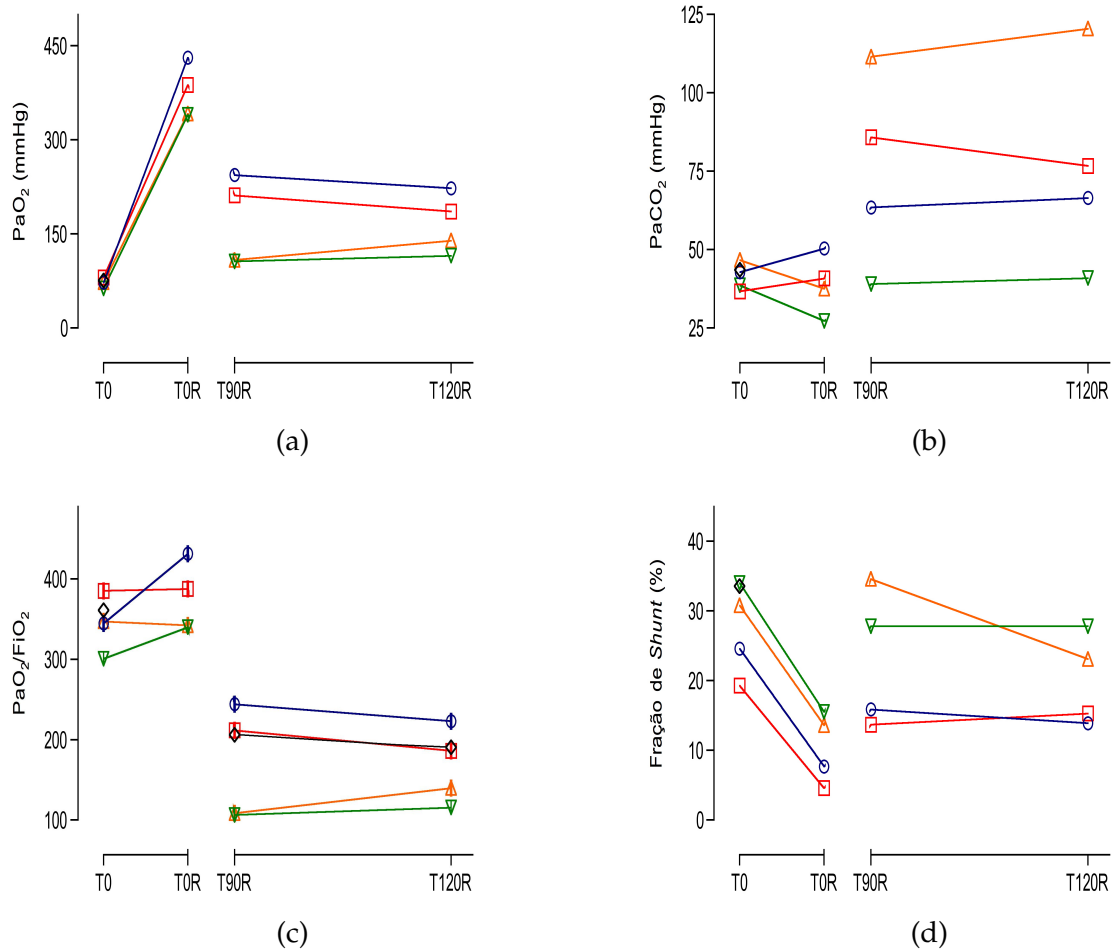 PaO₂ (mmHg)
450
300
150
0
T0 T0R T90R T120R
(a)
PaCO₂ (mmHg)
125
100
75
50
25
T0 T0R T90R T120R
(b)
PaO₂/FiO₂
400
300
200
100
T0 T0R T90R T120R
(c)
Fração de Shunt (%)
40
30
20
10
0
T0 T0R T90R T120R
(d)